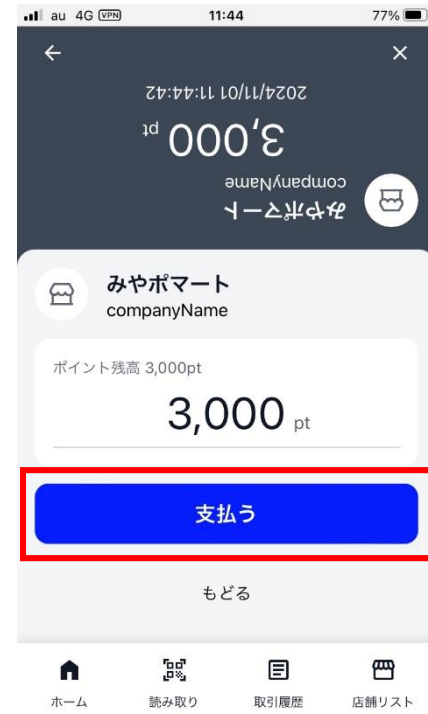 au 4G VPN 11:44 77%
2024/11/01 11:44:42
3,000 pt
companyName
みやポマート
みやポマート
companyName
ポイント残高 3,000pt
3,000 pt
支払う
もどる
ホーム 読み取り 取引履歴 店舗リスト